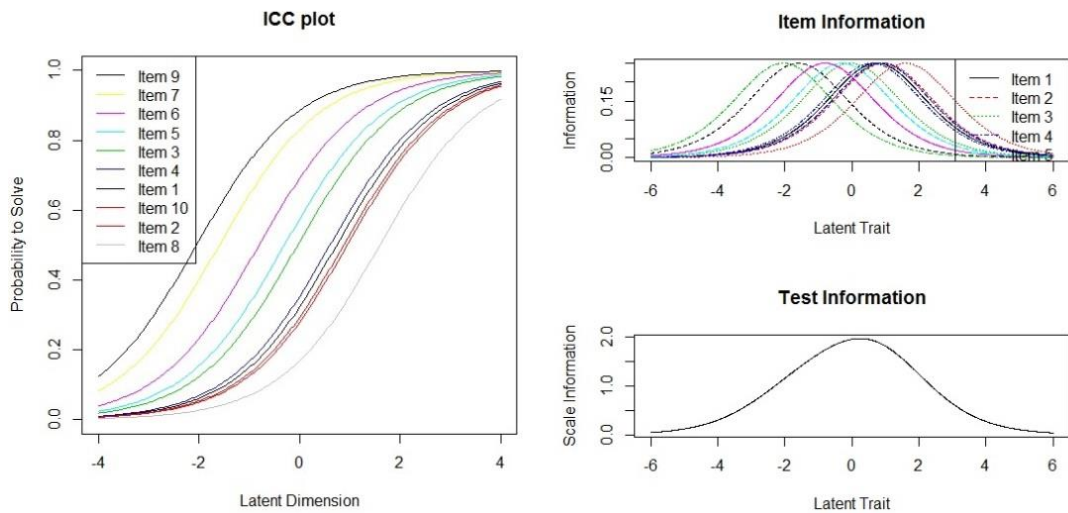 ICC plot
Probability to Solve
1.0
0.8
0.6
0.4
0.2
0.0
Item 9
Item 7
Item 6
Item 5
Item 3
Item 4
Item 1
Item 10
Item 2
Item 8
-4
-2
0
2
4
Latent Dimension
Item Information
Information
0.15
0.00
Item 1
Item 2
Item 3
Item 4
-6
-4
-2
0
2
4
6
Latent Trait
Test Information
Scale Information
2.0
1.0
0.0
-6
-4
-2
0
2
4
6
Latent Trait